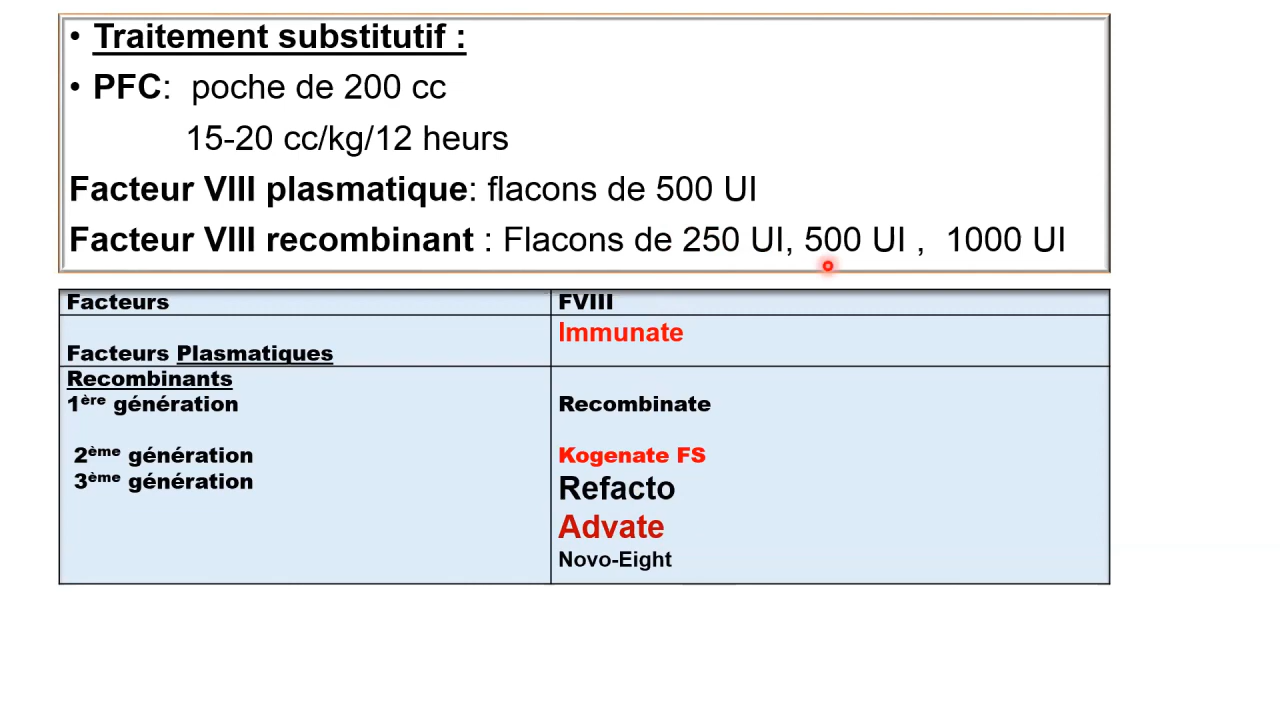 • Traitement substitutif :
• PFC: poche de 200 cc
15-20 cc/kg/12 heurs
Facteur VIII plasmatique: flacons de 500 UI
Facteur VIII recombinant : Flacons de 250 UI, 500 UI , 1000 UI
Facteurs
FVIII
Facteurs Plasmatiques
Immunate
Recombinants
1ère génération
Recombinate
2ème génération
Kogenate FS
3ème génération
Refacto
Advate
Novo-Eight